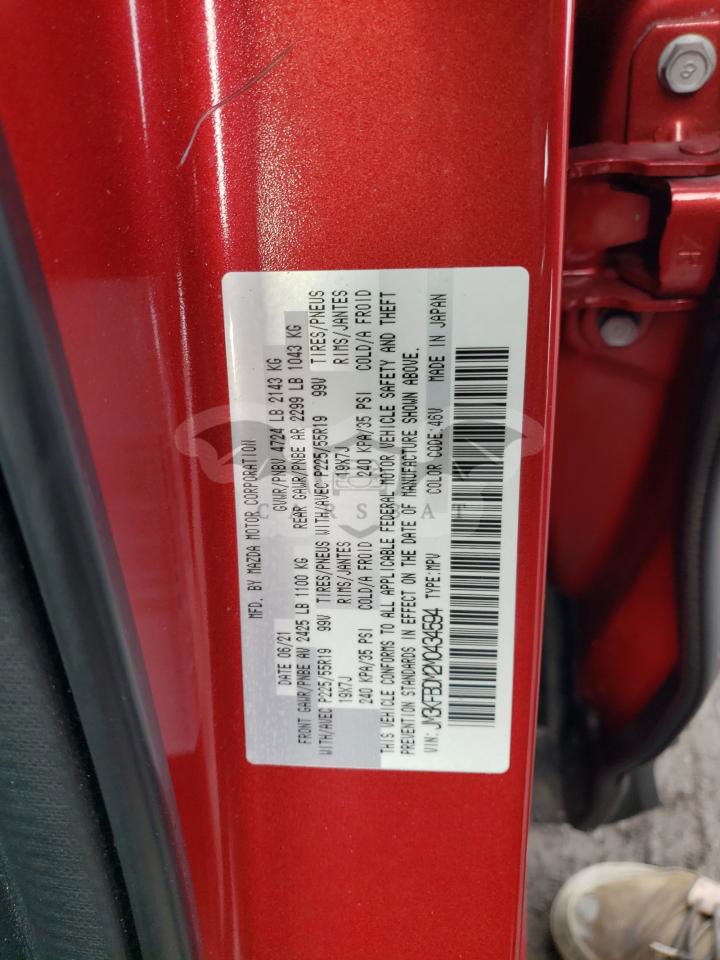 MFD. BY MAZDA MOTOR CORPORATION
DATE 06/21 GVWR/PNBV 4724 LB 2143 KG
FRONT GAWR/PNBE AV 2425 LB 1100 KG REAR GAWR/PNBE AR 2299 LB 1043 KG
WITH/AVEC P225/55R19 99V TIRES/PNEUS WITH/AVEC P225/55R19 99V TIRES/PNEUS
19X7J RIMS/JANTES 19X7J RIMS/JANTES
240 KPA/35 PSI COLD/A FROID 240 KPA/35 PSI COLD/A FROID
THIS VEHICLE CONFORMS TO ALL APPLICABLE FEDERAL MOTOR VEHICLE SAFETY AND THEFT
PREVENTION STANDARDS IN EFFECT ON THE DATE OF MANUFACTURE SHOWN ABOVE.
VIN: JM3KFBDM2M0434594 TYPE:MPV COLOR CODE:46V MADE IN JAPAN
CARSCAT